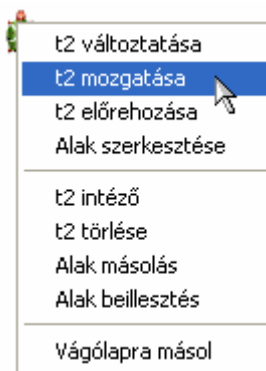 t2 változtatása
t2 mozgatása
t2 előrehozása
Alak szerkesztése
t2 intéző
t2 törlése
Alak másolás
Alak beillesztés
Vágólapra másol